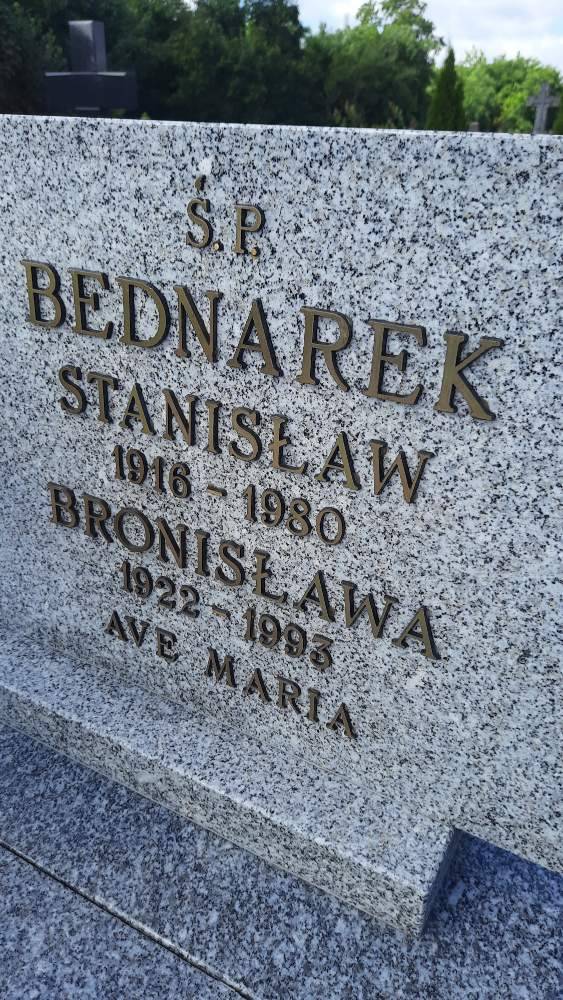 Ś.P.
BEDNAREK
STANISŁAW
1916-1980
BRONISŁAWA
1922-1993
AVE MARIA